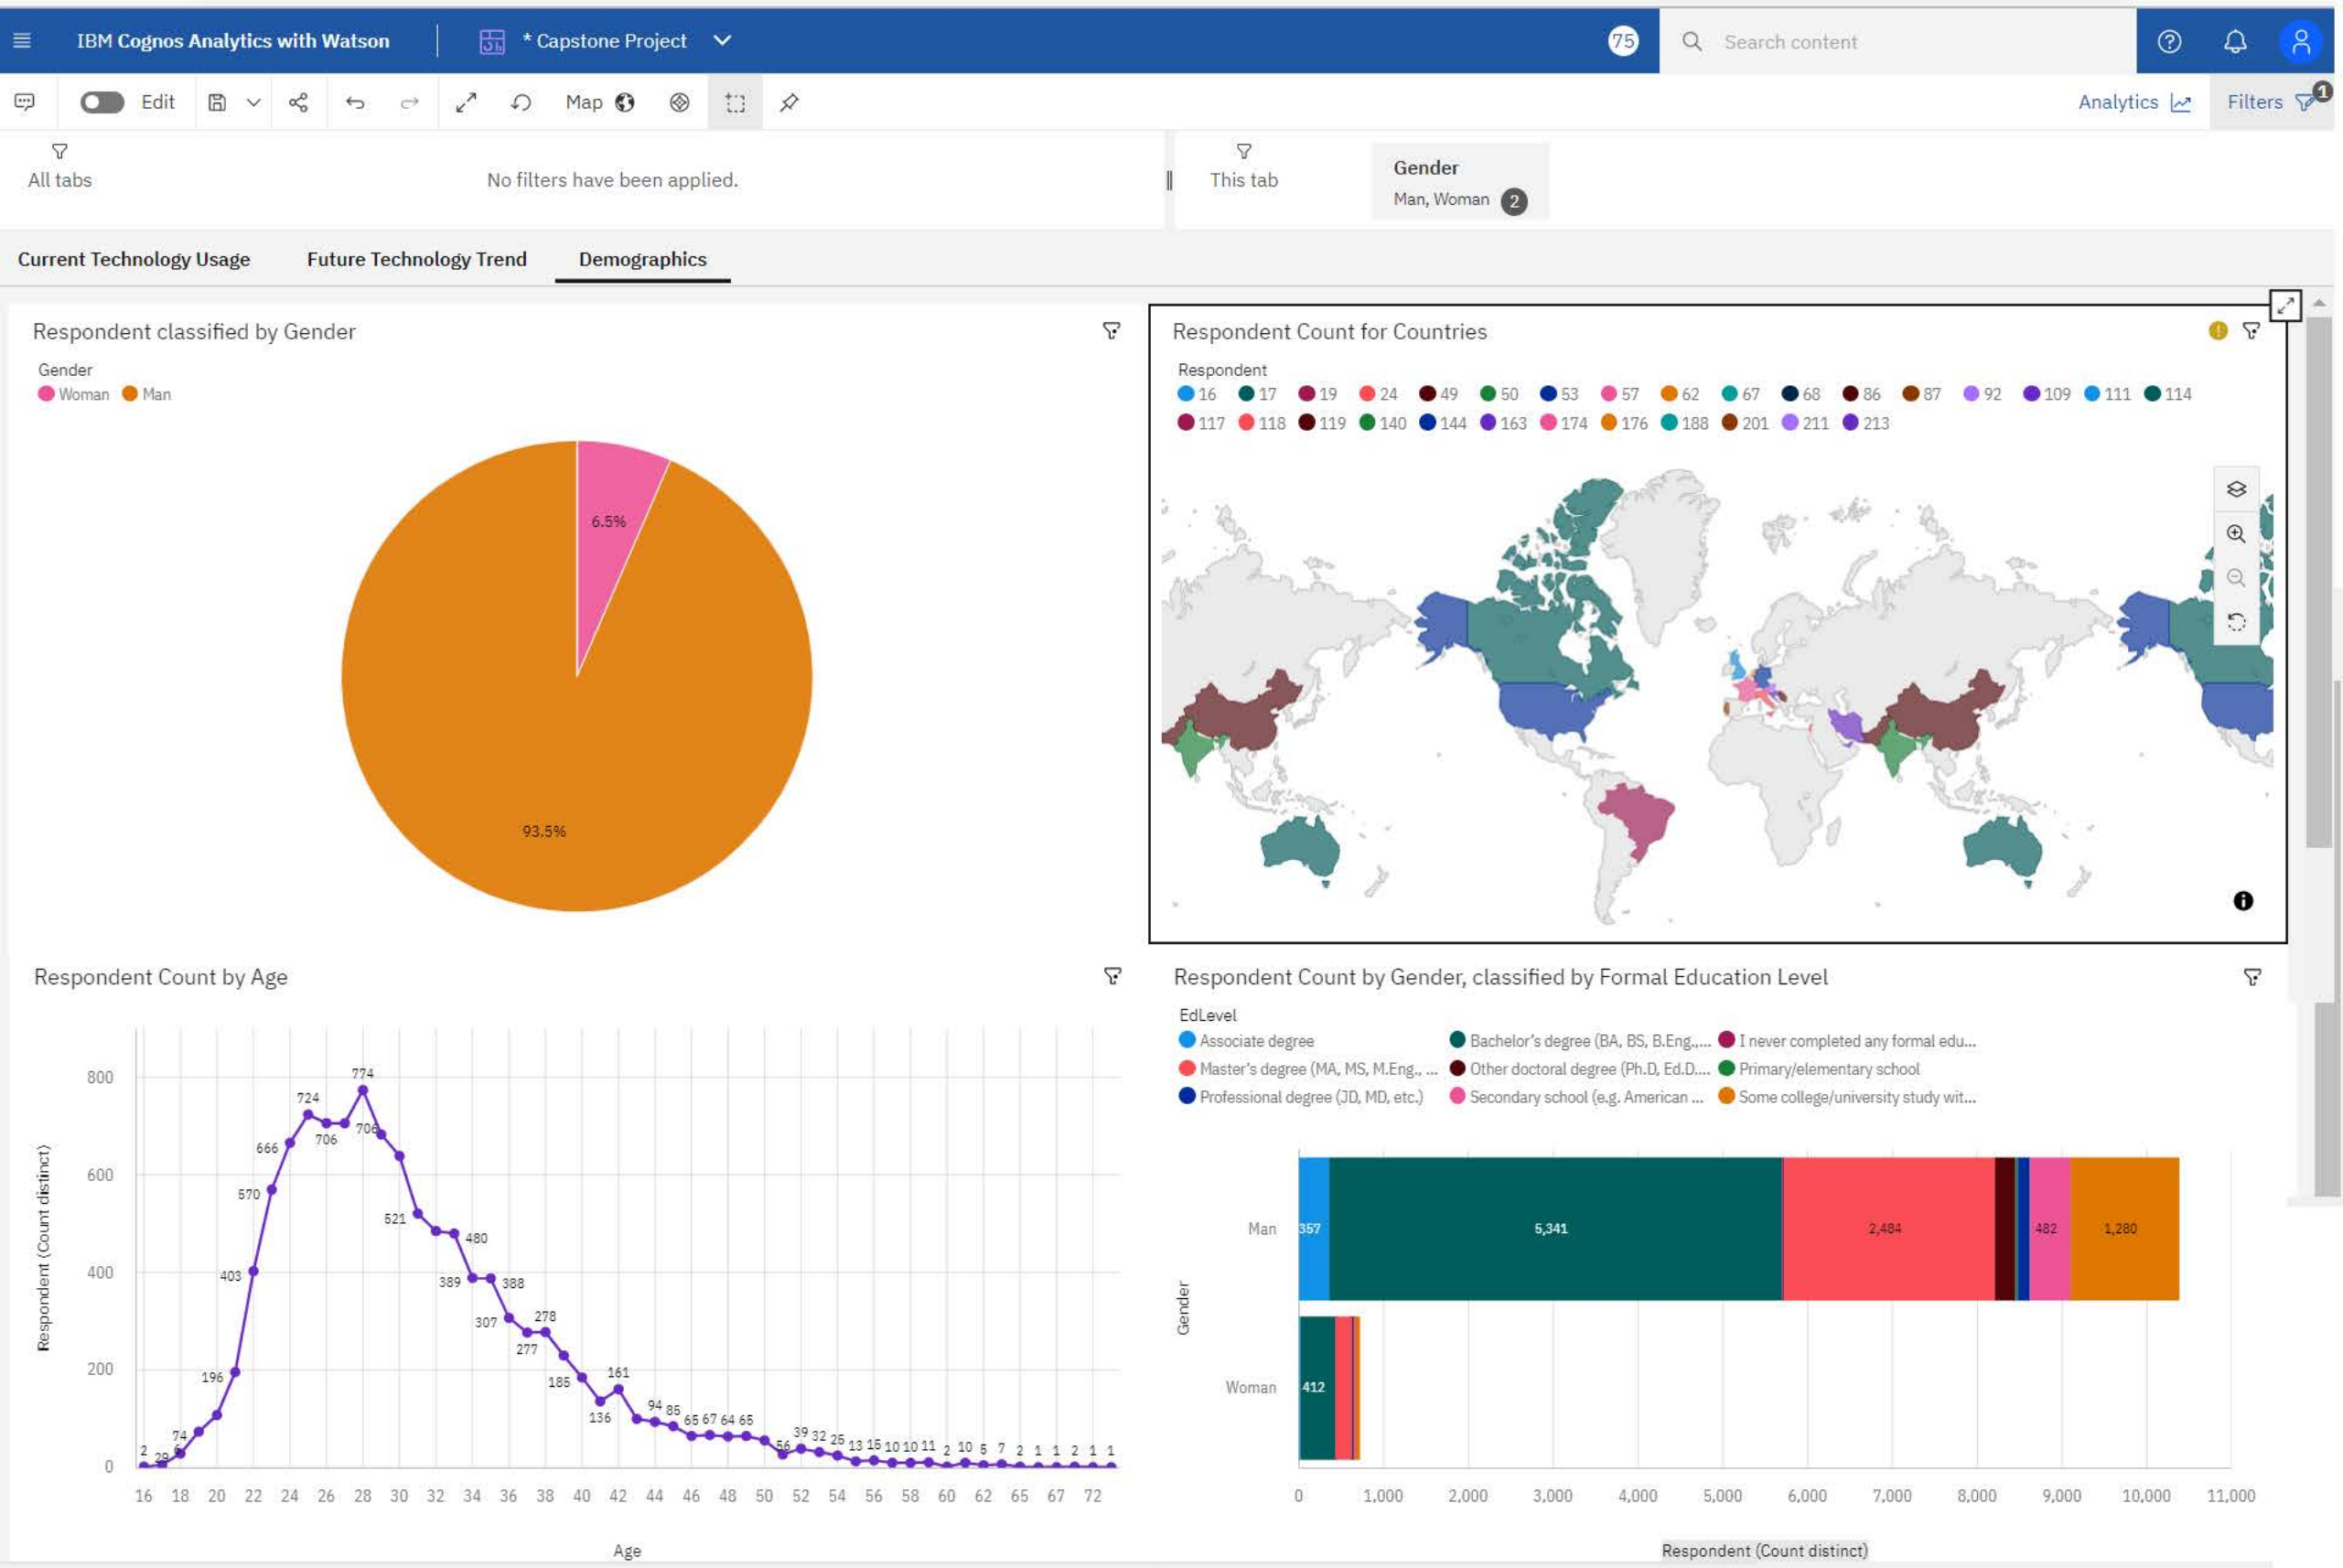 IBM Cognos Analytics with Watson
* Capstone Project
75
Search content
Edit
Map
Analytics
Filters
1
All tabs
No filters have been applied.
This tab
Gender
Man, Woman
2
Current Technology Usage
Future Technology Trend
Demographics
Respondent classified by Gender
Gender
Woman Man
6.5%
93.5%
Respondent Count for Countries
Respondent
16 17 19 24 49 50 53 57 62 67 68 86 87 92 109 111 114
117 118 119 140 144 163 174 176 188 201 211 213
Respondent Count by Age
Respondent (Count distinct)
800
600
400
200
0
774
724
706
706
666
570
521
480
403
389
388
307
278
277
196
185
161
136
2
29
6
74
94 85 65 67 64 65 56 39 32 25 13 15 10 10 11 2 10 5 7 2 1 1 2 1 1
16 18 20 22 24 26 28 30 32 34 36 38 40 42 44 46 48 50 52 54 56 58 60 62 65 67 72
Age
Respondent Count by Gender, classified by Formal Education Level
EdLevel
Associate degree Bachelor's degree (BA, BS, B.Eng.,... I never completed any formal edu...
Master's degree (MA, MS, M.Eng., ... Other doctoral degree (Ph.D, Ed.D.... Primary/elementary school
Professional degree (JD, MD, etc.) Secondary school (e.g. American ... Some college/university study wit...
Gender
Man
357 5,341 2,484 482 1,280
Woman
412
0 1,000 2,000 3,000 4,000 5,000 6,000 7,000 8,000 9,000 10,000 11,000
Respondent (Count distinct)